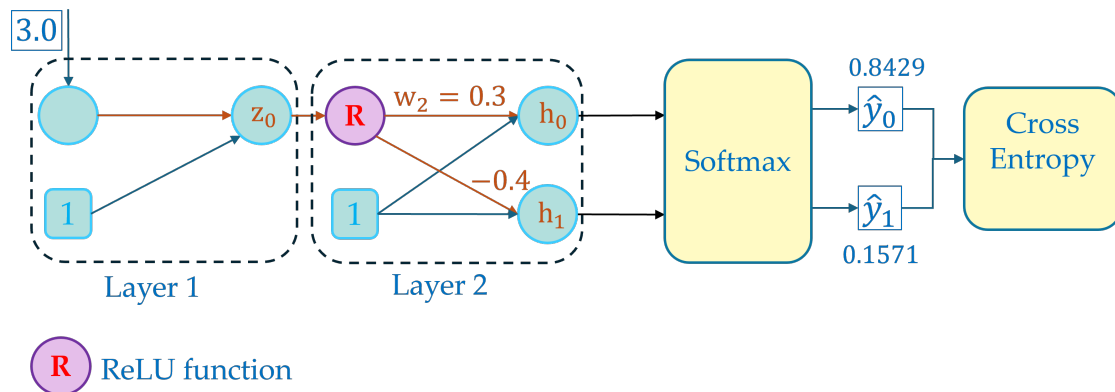 3.0
z₀
R
w₂ = 0.3
h₀
−0.4
1
1
h₁
Layer 1
Layer 2
Softmax
0.8429
ŷ₀
ŷ₁
0.1571
Cross
Entropy
R
ReLU function